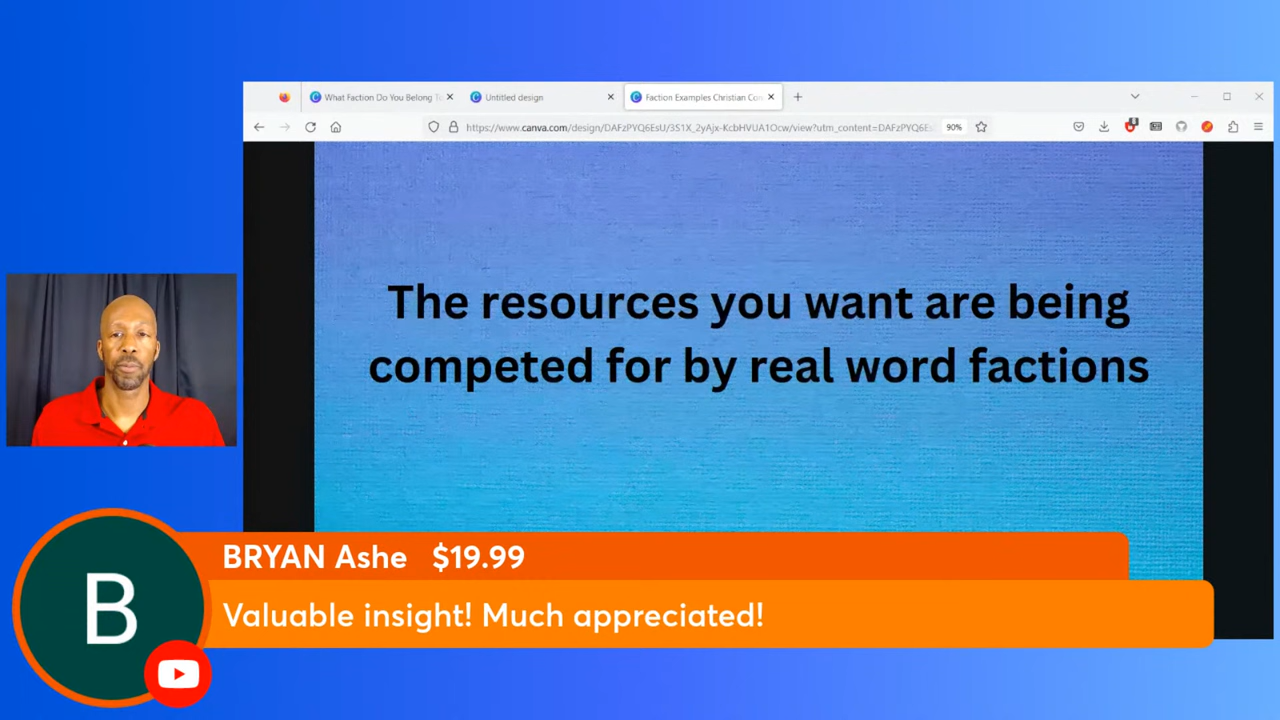 What Faction Do You Belong To
Untitled design
Faction Examples Christian Con
https://www.canva.com/design/DAFzPYQ6EsU/3S1X_2yAjx-KcbHVUA1Ocw/view?utm_content=DAFzPYQ6Es
90%
The resources you want are being
competed for by real word factions
BRYAN Ashe $19.99
Valuable insight! Much appreciated!
B